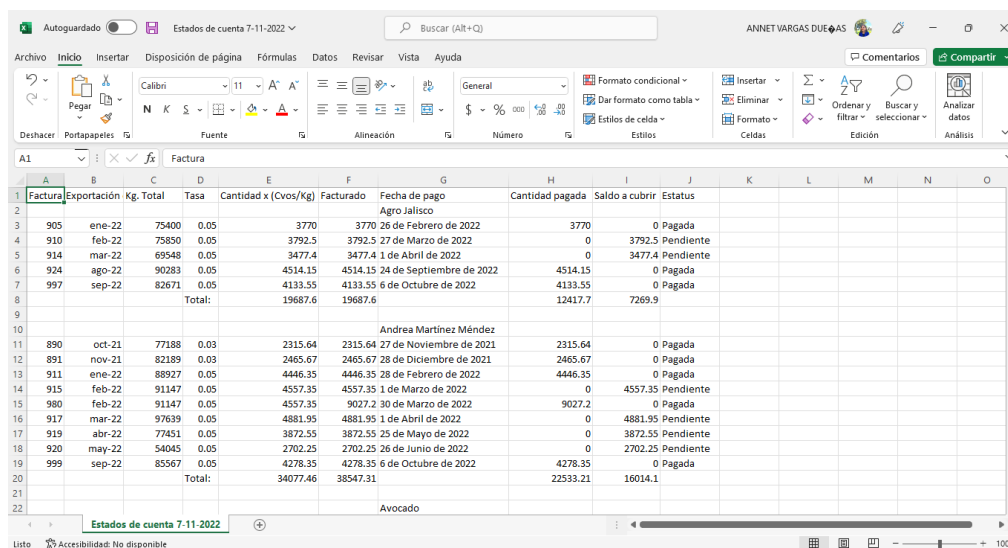 Autoguardado Estados de cuenta 7-11-2022 Buscar (Alt+Q) ANNET VARGAS DUE�AS
Archivo Inicio Insertar Disposición de página Fórmulas Datos Revisar Vista Ayuda Comentarios Compartir
Pegar Calibri 11 General Formato condicional Insertar
N K S $ % 000 Dar formato como tabla Eliminar Ordenar y filtrar Buscar y seleccionar Analizar datos
Estilos de celda Formato
Deshacer Portapapeles Fuente Alineación Número Estilos Celdas Edición Análisis
A1 fx Factura
A B C D E F G H I J K L M N O
1 Factura Exportación Kg. Total Tasa Cantidad x (Cvos/Kg) Facturado Fecha de pago Cantidad pagada Saldo a cubrir Estatus
2 Agro Jalisco
3 905 ene-22 75400 0.05 3770 3770 26 de Febrero de 2022 3770 0 Pagada
4 910 feb-22 75850 0.05 3792.5 3792.5 27 de Marzo de 2022 0 3792.5 Pendiente
5 914 mar-22 69548 0.05 3477.4 3477.4 1 de Abril de 2022 0 3477.4 Pendiente
6 924 ago-22 90283 0.05 4514.15 4514.15 24 de Septiembre de 2022 4514.15 0 Pagada
7 997 sep-22 82671 0.05 4133.55 4133.55 6 de Octubre de 2022 4133.55 0 Pagada
8 Total: 19687.6 19687.6 12417.7 7269.9
9
10 Andrea Martínez Méndez
11 890 oct-21 77188 0.03 2315.64 2315.64 27 de Noviembre de 2021 2315.64 0 Pagada
12 891 nov-21 82189 0.03 2465.67 2465.67 28 de Diciembre de 2021 2465.67 0 Pagada
13 911 ene-22 88927 0.05 4446.35 4446.35 28 de Febrero de 2022 4446.35 0 Pagada
14 915 feb-22 91147 0.05 4557.35 4557.35 1 de Marzo de 2022 0 4557.35 Pendiente
15 980 feb-22 91147 0.05 4557.35 9027.2 30 de Marzo de 2022 9027.2 0 Pagada
16 917 mar-22 97639 0.05 4881.95 4881.95 1 de Abril de 2022 0 4881.95 Pendiente
17 919 abr-22 77451 0.05 3872.55 3872.55 25 de Mayo de 2022 0 3872.55 Pendiente
18 920 may-22 54045 0.05 2702.25 2702.25 26 de Junio de 2022 0 2702.25 Pendiente
19 999 sep-22 85567 0.05 4278.35 4278.35 6 de Octubre de 2022 4278.35 0 Pagada
20 Total: 34077.46 38547.31 22533.21 16014.1
21
22 Avocado
Estados de cuenta 7-11-2022
Listo Accesibilidad: No disponible 100